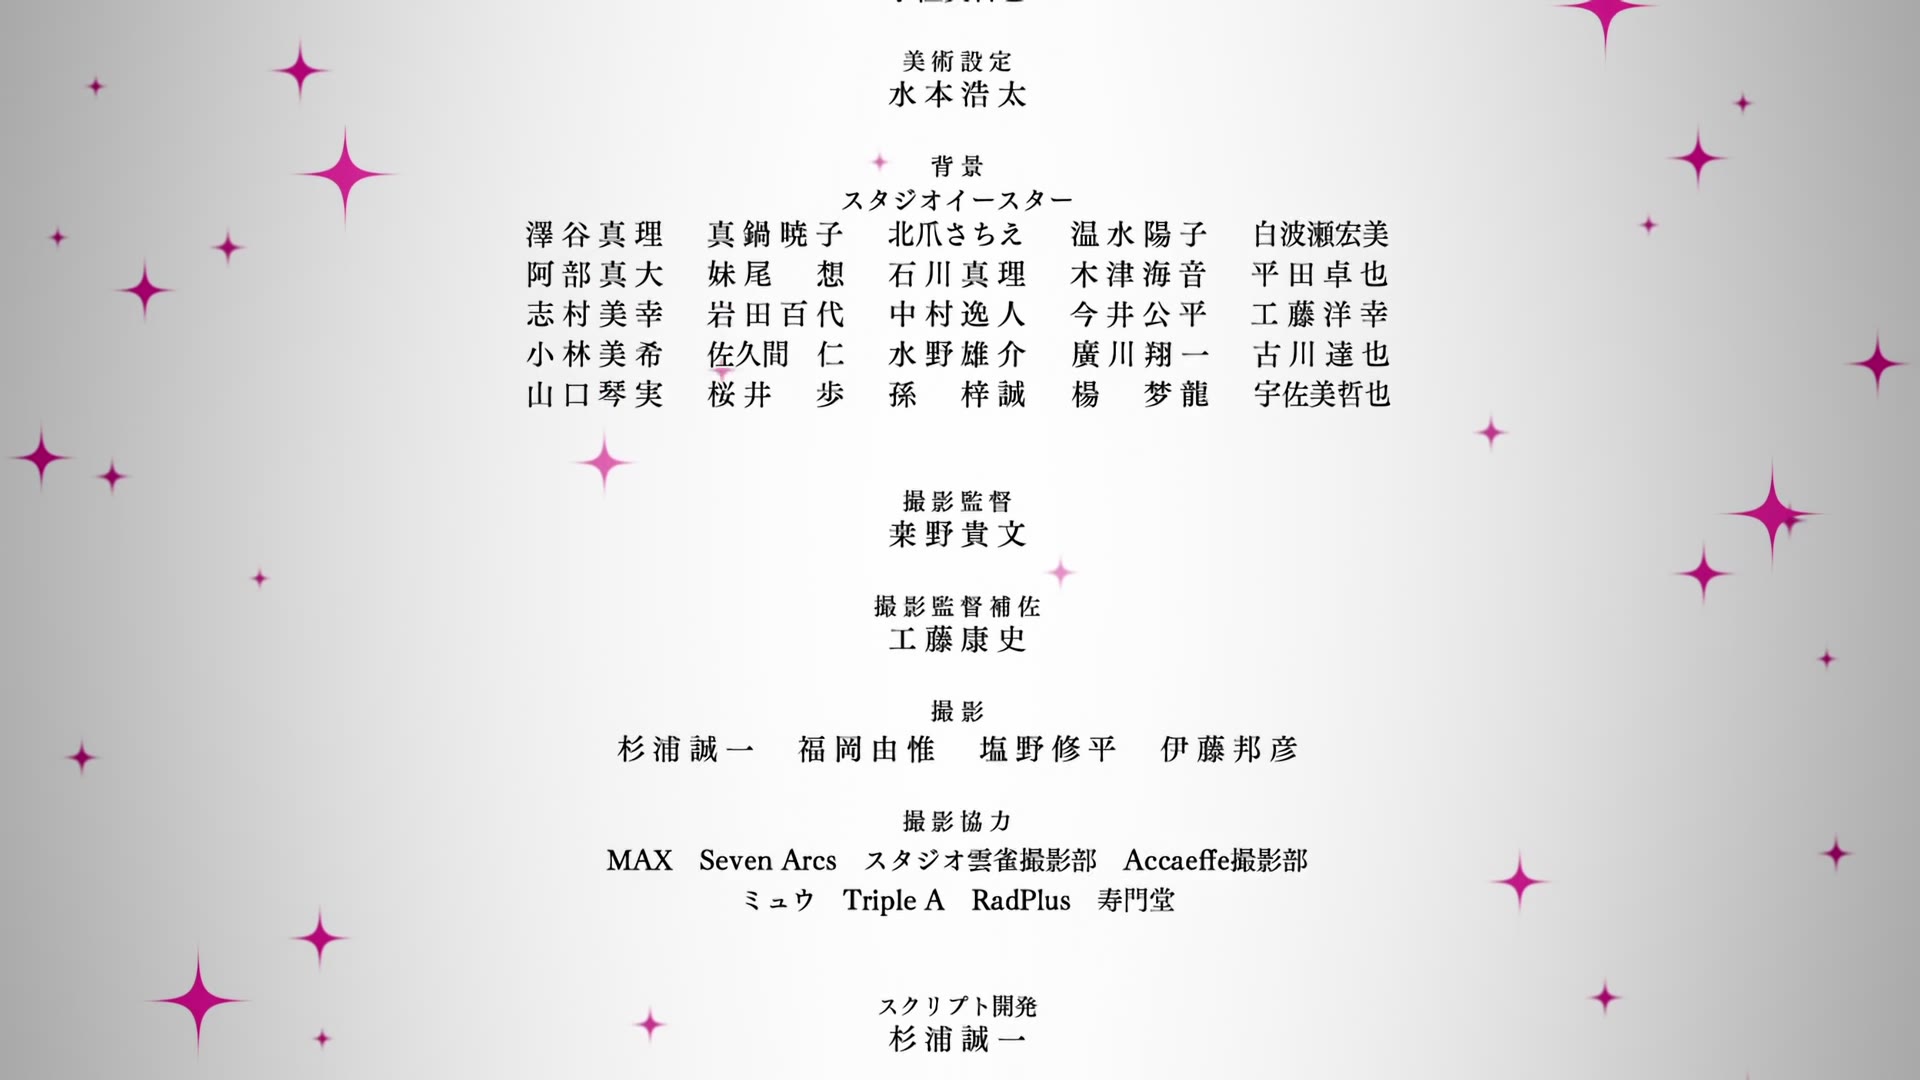 美術設定
水本浩太
背景
スタジオイースター
澤谷真理 真鍋暁子 北爪さちえ 温水陽子 白波瀬宏美
阿部真大 妹尾 想 石川真理 木津海音 平田卓也
志村美幸 岩田百代 中村逸人 今井公平 工藤洋幸
小林美希 佐久間 仁 水野雄介 廣川翔一 古川達也
山口琴実 桜井 歩 孫 梓誠 楊 梦龍 宇佐美哲也
撮影監督
桒野貴文
撮影監督補佐
工藤康史
撮影
杉浦誠一 福岡由惟 塩野修平 伊藤邦彦
撮影協力
MAX Seven Arcs スタジオ雲雀撮影部 Accaeffe撮影部
ミュウ Triple A RadPlus 寿門堂
スクリプト開発
杉浦誠一